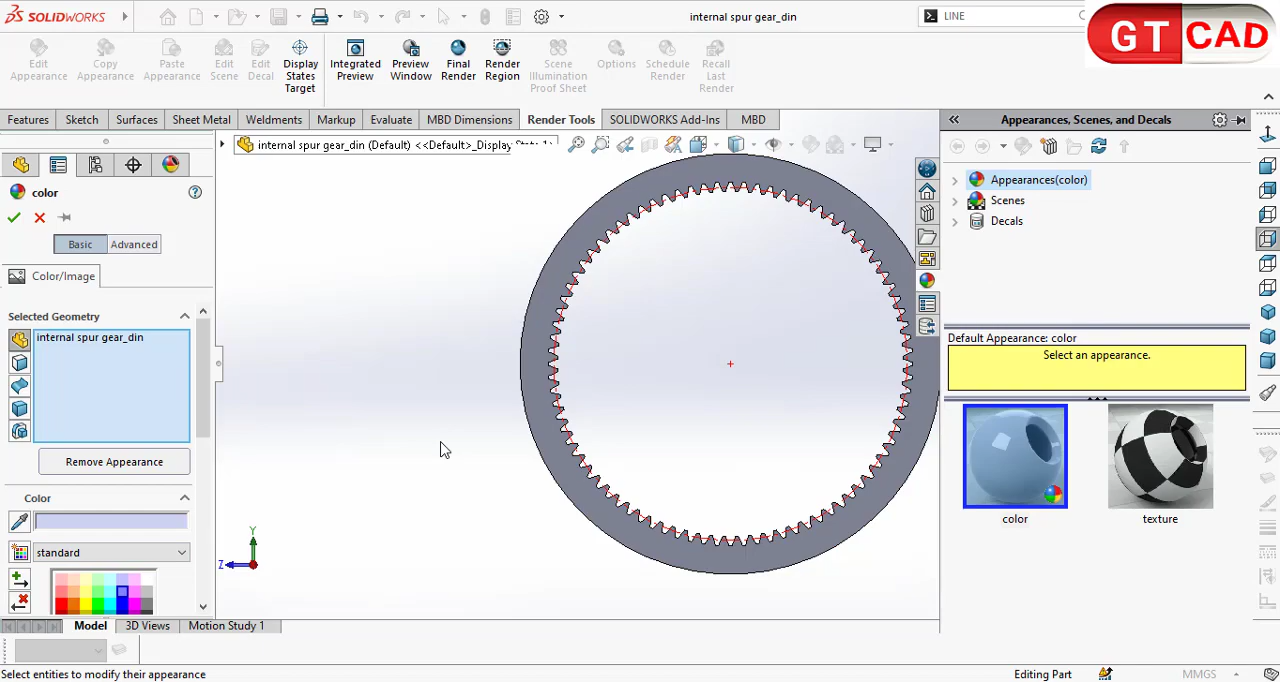 SOLIDWORKS
internal spur gear_din
LINE
GT CAD
Edit Appearance
Copy Appearance
Paste Appearance
Edit Scene
Edit Decal
Display States Target
Integrated Preview
Preview Window
Final Render
Render Region
Scene Illumination Proof Sheet
Options
Schedule Render
Recall Last Render
Features
Sketch
Surfaces
Sheet Metal
Weldments
Markup
Evaluate
MBD Dimensions
Render Tools
SOLIDWORKS Add-Ins
MBD
Appearances, Scenes, and Decals
internal spur gear_din (Default) <<Default>_Display State 1>
color
Basic
Advanced
Color/Image
Selected Geometry
internal spur gear_din
Remove Appearance
Color
standard
Y
Z
Appearances(color)
Scenes
Decals
Default Appearance: color
Select an appearance.
color
texture
Model
3D Views
Motion Study 1
Select entities to modify their appearance
Editing Part
MMGS